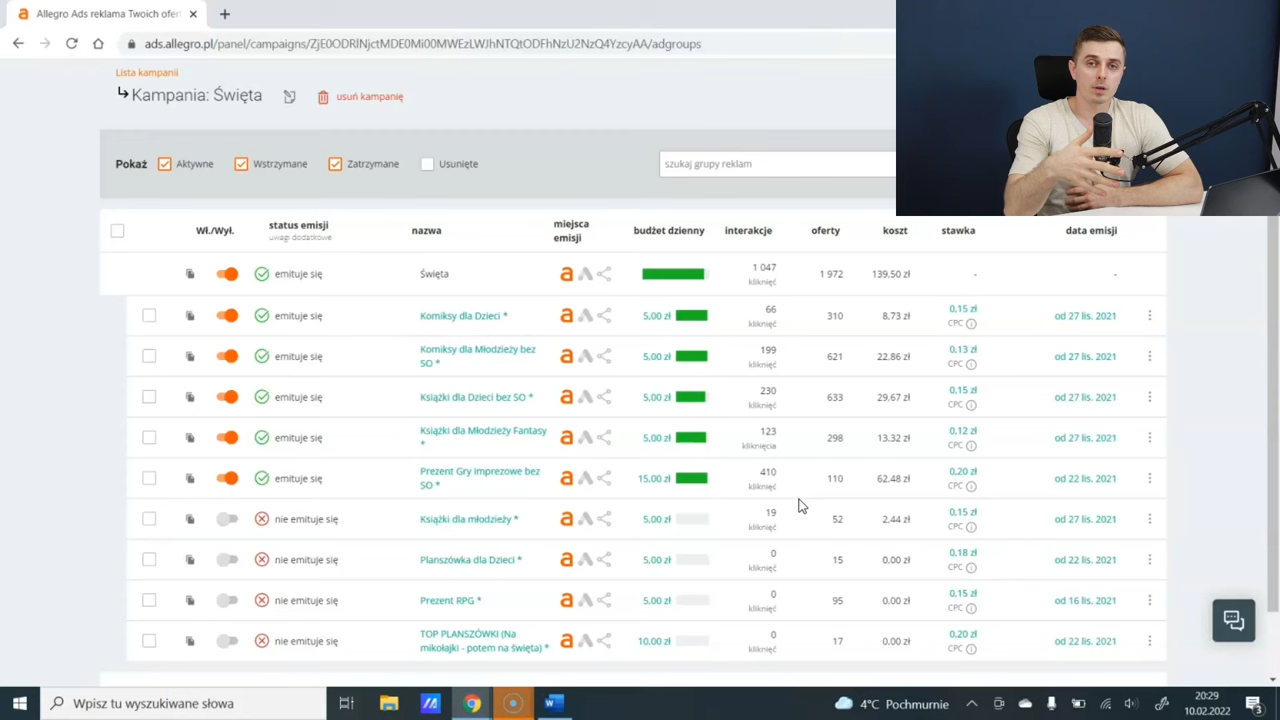 Allegro Ads reklama Twoich ofert
ads.allegro.pl/panel/campaigns/
Lista kampanii
Kampania: Święta
usuń kampanię
Pokaż
Aktywne
Wstrzymane
Zatrzymane
Usunięte
szukaj grupy reklam
Wł./Wył.
status emisji
uwagi dodatkowe
nazwa
miejsca
emisji
budżet dzienny
interakcje
oferty
koszt
stawka
data emisji
emituje się
Święta
1 047
kliknięć
1 972
139.50 zł
-
-
emituje się
Komiksy dla Dzieci *
5,00 zł
66
kliknięć
310
8,73 zł
0,15 zł
CPC
od 27 lis. 2021
emituje się
Komiksy dla Młodzieży bez
SO *
5,00 zł
199
kliknięć
621
22.86 zł
0,13 zł
CPC
od 27 lis. 2021
emituje się
Książki dla Dzieci bez SO *
5,00 zł
230
kliknięć
633
29.67 zł
0,15 zł
CPC
od 27 lis. 2021
emituje się
Książki dla Młodzieży Fantasy
*
5,00 zł
123
kliknięcia
298
13.32 zł
0,12 zł
CPC
od 27 lis. 2021
emituje się
Prezent Gry Imprezowe bez
SO *
15,00 zł
410
kliknięć
110
62.48 zł
0,20 zł
CPC
od 22 lis. 2021
nie emituje się
Książki dla młodzieży *
5,00 zł
19
kliknięć
52
2.44 zł
0,15 zł
CPC
od 27 lis. 2021
nie emituje się
Planszówka dla Dzieci *
5,00 zł
0
kliknięć
15
0.00 zł
0,18 zł
CPC
od 22 lis. 2021
nie emituje się
Prezent RPG *
5,00 zł
0
kliknięć
95
0.00 zł
0,15 zł
CPC
od 16 lis. 2021
nie emituje się
TOP PLANSZÓWKI (Na
mikołajki - potem na święta) *
10,00 zł
0
kliknięć
17
0.00 zł
0,20 zł
CPC
od 22 lis. 2021
Wpisz tu wyszukiwane słowa
4°C Pochmurnie
20:29
10.02.2022
3